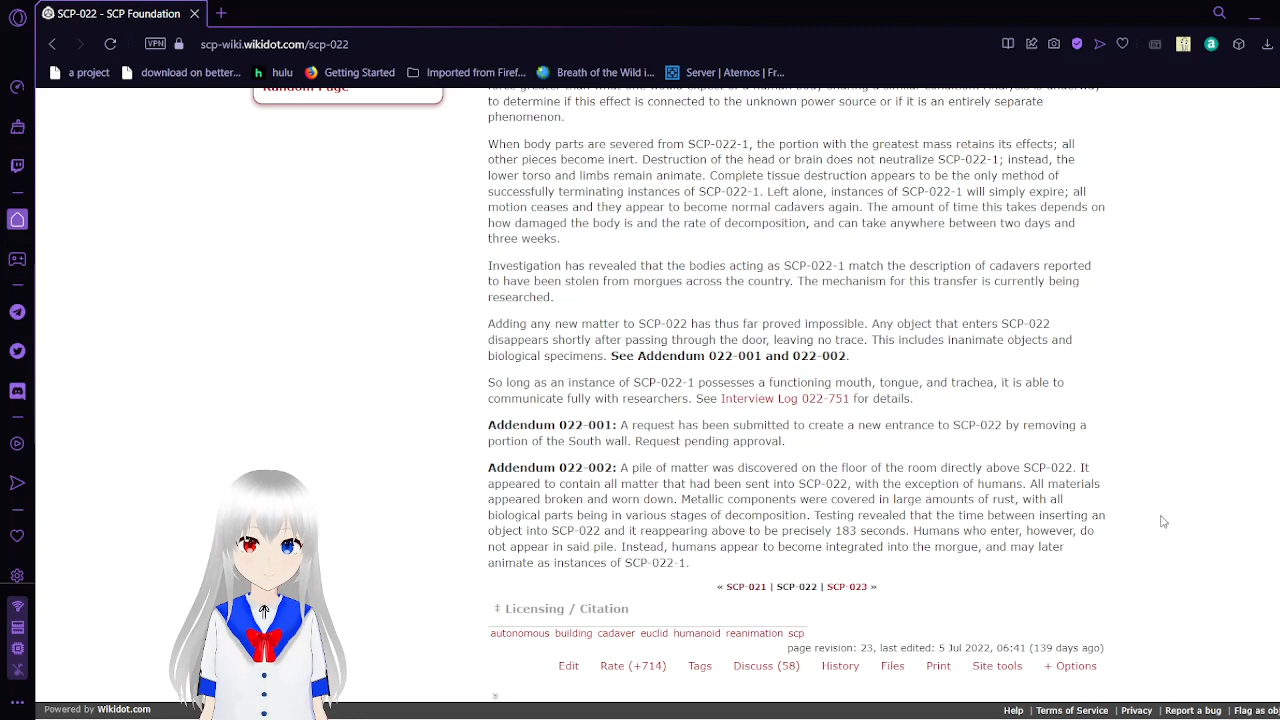 SCP-022 - SCP Foundation
VPN
scp-wiki.wikidot.com/scp-022
a project
download on better...
hulu
Getting Started
Imported from Firef...
Breath of the Wild i...
Server | Aternos | Fr...
Random Page
force greater than what one would expect of a human body sharing a similar condition. Analysis is underway
to determine if this effect is connected to the unknown power source or if it is an entirely separate
phenomenon.
When body parts are severed from SCP-022-1, the portion with the greatest mass retains its effects; all
other pieces become inert. Destruction of the head or brain does not neutralize SCP-022-1; instead, the
lower torso and limbs remain animate. Complete tissue destruction appears to be the only method of
successfully terminating instances of SCP-022-1. Left alone, instances of SCP-022-1 will simply expire; all
motion ceases and they appear to become normal cadavers again. The amount of time this takes depends on
how damaged the body is and the rate of decomposition, and can take anywhere between two days and
three weeks.
Investigation has revealed that the bodies acting as SCP-022-1 match the description of cadavers reported
to have been stolen from morgues across the country. The mechanism for this transfer is currently being
researched.
Adding any new matter to SCP-022 has thus far proved impossible. Any object that enters SCP-022
disappears shortly after passing through the door, leaving no trace. This includes inanimate objects and
biological specimens. See Addendum 022-001 and 022-002.
So long as an instance of SCP-022-1 possesses a functioning mouth, tongue, and trachea, it is able to
communicate fully with researchers. See Interview Log 022-751 for details.
Addendum 022-001: A request has been submitted to create a new entrance to SCP-022 by removing a
portion of the South wall. Request pending approval.
Addendum 022-002: A pile of matter was discovered on the floor of the room directly above SCP-022. It
appeared to contain all matter that had been sent into SCP-022, with the exception of humans. All materials
appeared broken and worn down. Metallic components were covered in large amounts of rust, with all
biological parts being in various stages of decomposition. Testing revealed that the time between inserting an
object into SCP-022 and it reappearing above to be precisely 183 seconds. Humans who enter, however, do
not appear in said pile. Instead, humans appear to become integrated into the morgue, and may later
animate as instances of SCP-022-1.
« SCP-021 | SCP-022 | SCP-023 »
‡ Licensing / Citation
autonomous building cadaver euclid humanoid reanimation scp
page revision: 23, last edited: 5 Jul 2022, 06:41 (139 days ago)
Edit Rate (+714) Tags Discuss (58) History Files Print Site tools + Options
Powered by Wikidot.com
Help | Terms of Service | Privacy | Report a bug | Flag as ob